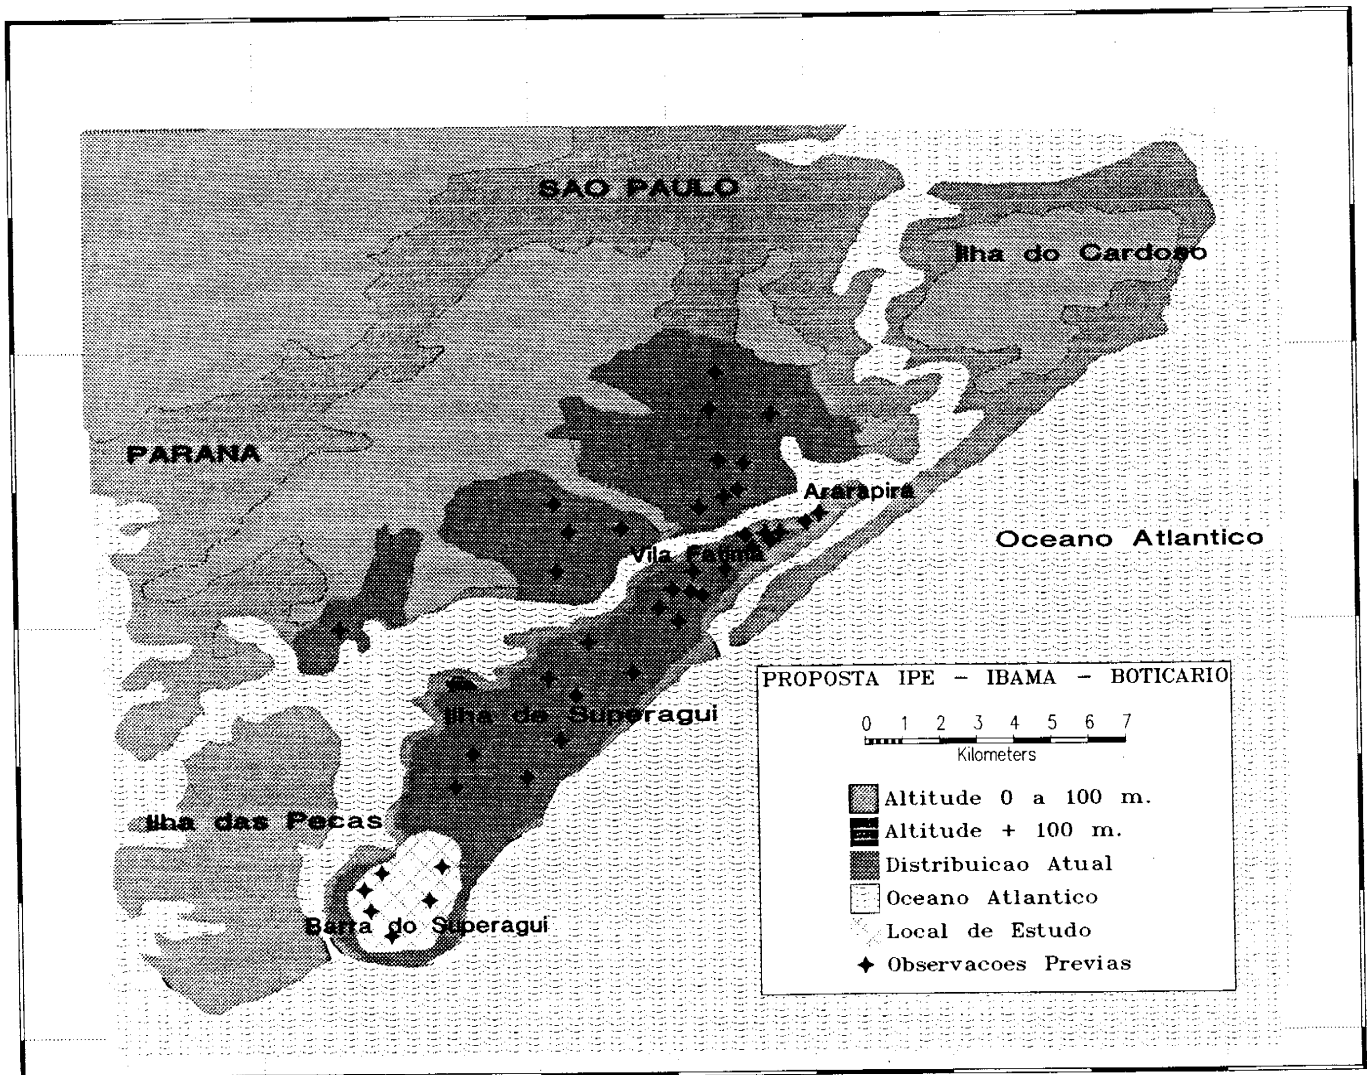 SAO PAULO
Ilha do Cardoso
PARANA
Ararapira
Oceano Atlantico
Vila Fatima
Ilha de Superagui
Ilha das Pecas
Barra do Superagui
PROPOSTA IPE - IBAMA - BOTICARIO
0 1 2 3 4 5 6 7
Kilometers
Altitude 0 a 100 m.
Altitude + 100 m.
Distribuicao Atual
Oceano Atlantico
Local de Estudo
Observacoes Previas